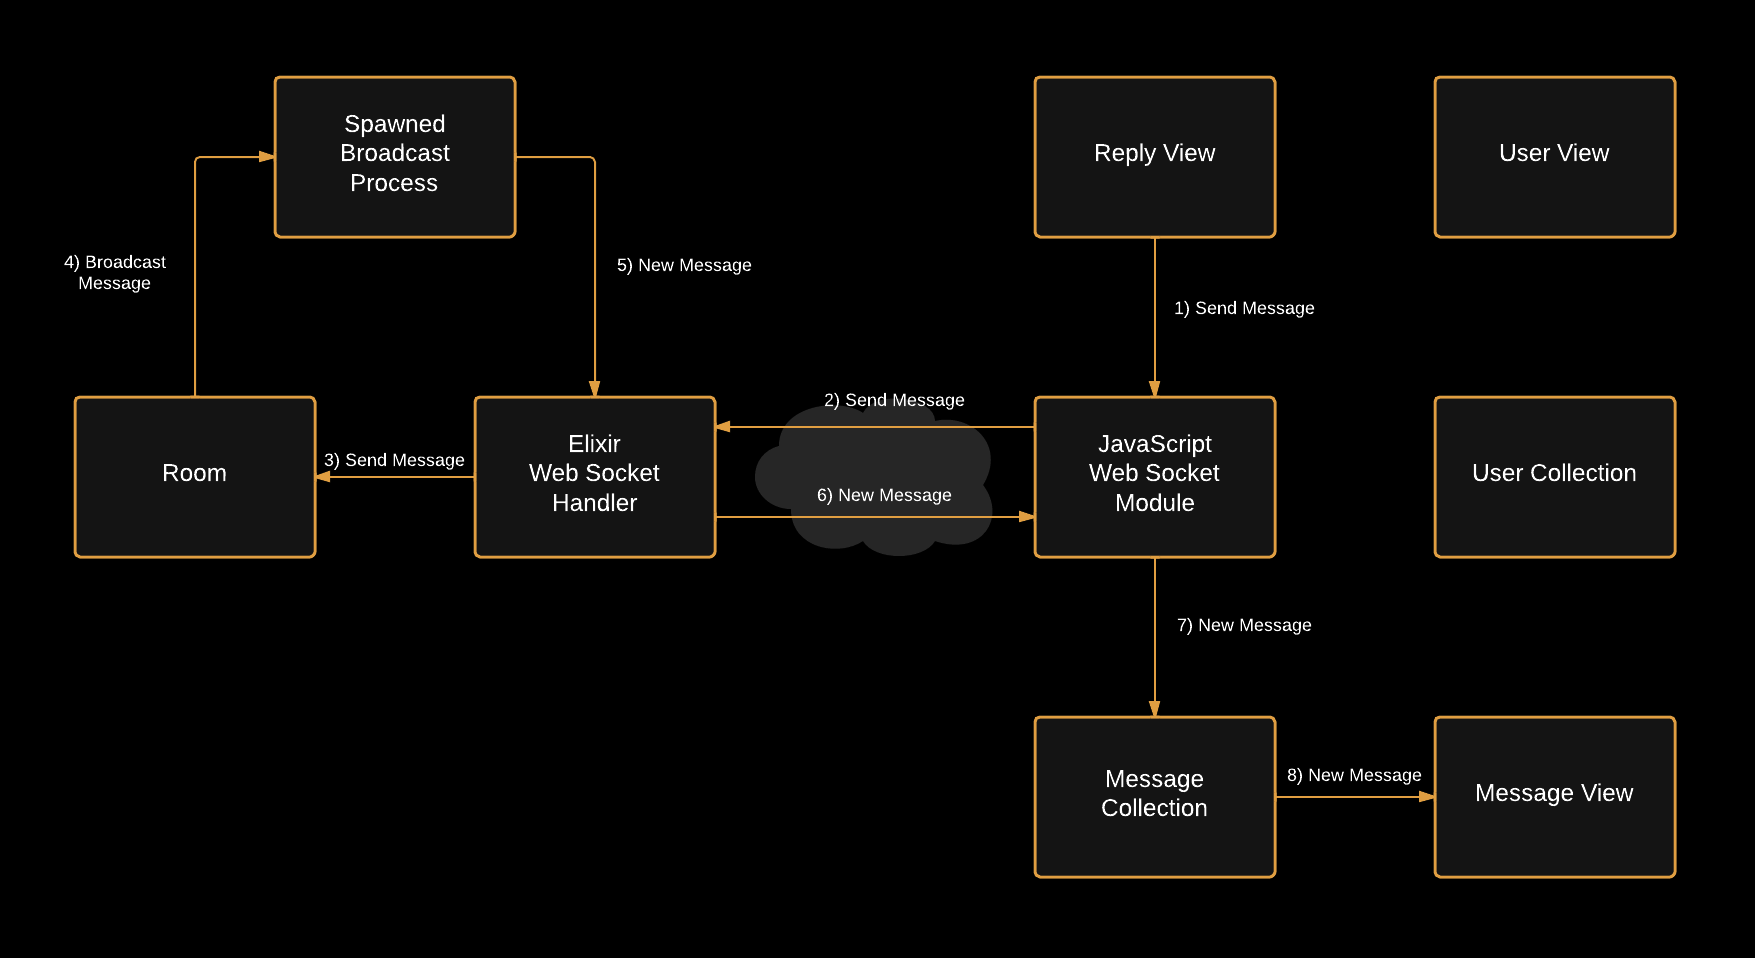 Spawned
Broadcast
Process
Reply View
User View
4) Broadcast
Message
5) New Message
1) Send Message
2) Send Message
Room
3) Send Message
Elixir
Web Socket
Handler
6) New Message
JavaScript
Web Socket
Module
User Collection
7) New Message
Message
Collection
8) New Message
Message View